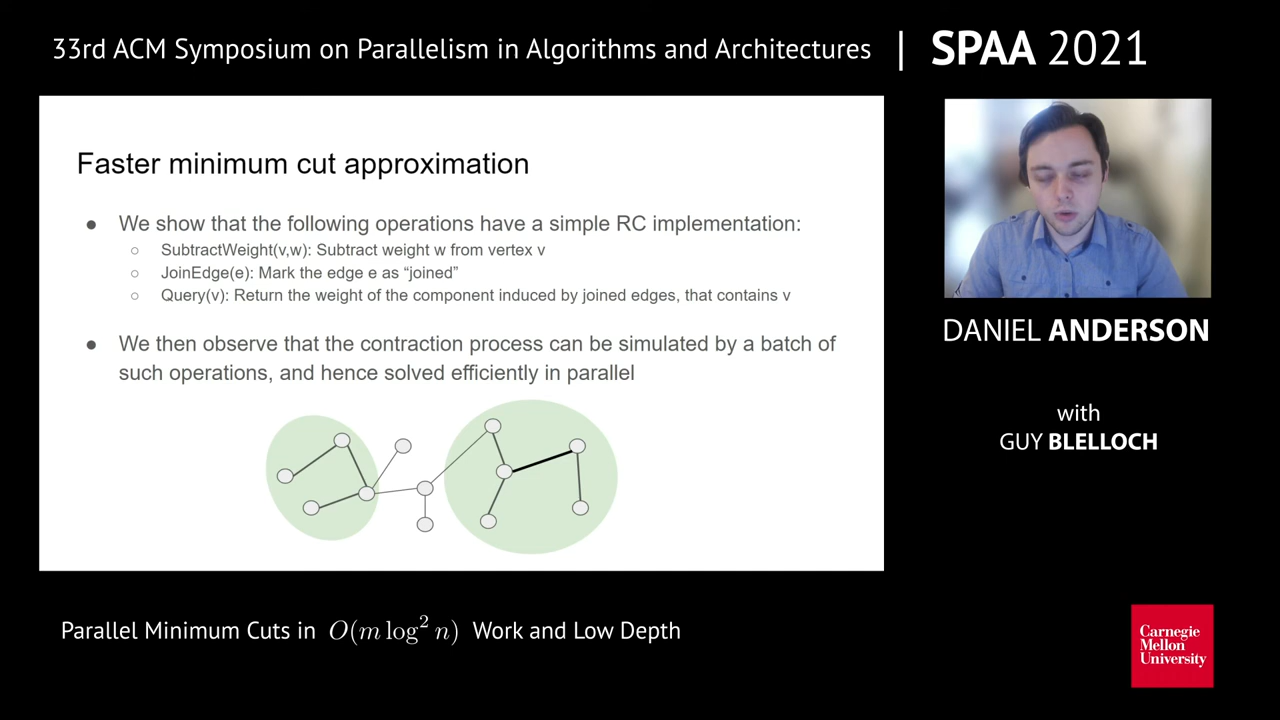 33rd ACM Symposium on Parallelism in Algorithms and Architectures | SPAA 2021
Faster minimum cut approximation
● We show that the following operations have a simple RC implementation:
○ SubtractWeight(v,w): Subtract weight w from vertex v
○ JoinEdge(e): Mark the edge e as “joined”
○ Query(v): Return the weight of the component induced by joined edges, that contains v
● We then observe that the contraction process can be simulated by a batch of
such operations, and hence solved efficiently in parallel
DANIEL ANDERSON
with
GUY BLELLOCH
Parallel Minimum Cuts in O(m log² n) Work and Low Depth
Carnegie
Mellon
University